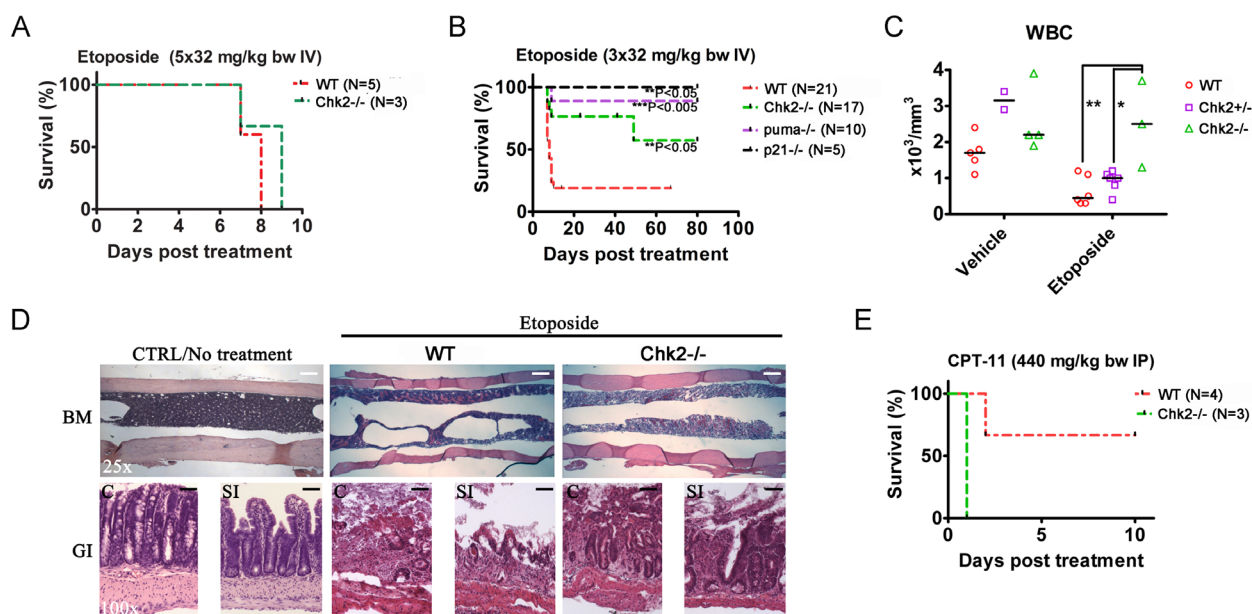 A
Etoposide (5x32 mg/kg bw IV)
Survival (%)
100
50
0
0 2 4 6 8 10
Days post treatment
WT (N=5)
Chk2-/- (N=3)
B
Etoposide (3x32 mg/kg bw IV)
Survival (%)
100
50
0
0 20 40 60 80 100
Days post treatment
**P<0.05
***P<0.005
**P<0.05
WT (N=21)
Chk2-/- (N=17)
puma-/- (N=10)
p21-/- (N=5)
C
WBC
x10³/mm³
4
3
2
1
0
Vehicle
Etoposide
** *
WT
Chk2+/-
Chk2-/-
D
Etoposide
CTRL/No treatment
WT
Chk2-/-
BM
25x
GI
C
SI
C
SI
C
SI
100x
E
CPT-11 (440 mg/kg bw IP)
Survival (%)
100
50
0
0 5 10
Days post treatment
WT (N=4)
Chk2-/- (N=3)